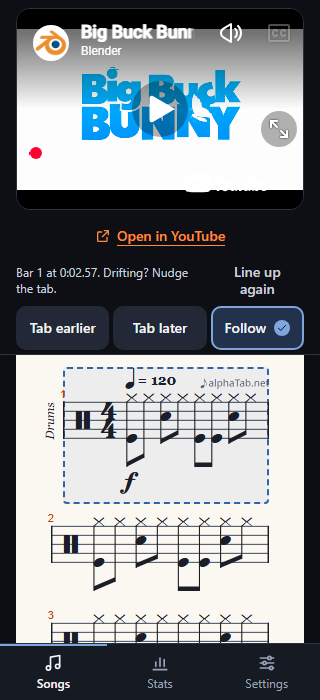 Big Buck Bunn
Blender
CC
Big Buck
BUNNY
Open in YouTube
Bar 1 at 0:02.57. Drifting? Nudge
the tab.
Line up
again
Tab earlier
Tab later
Follow
= 120
alphaTab.net
1
Drums
4
4
f
2
3
Songs
Stats
Settings